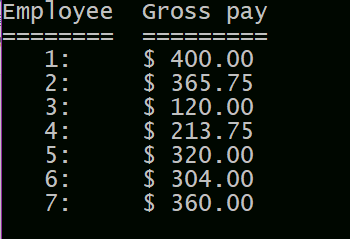 Employee  Gross pay
========  =========
   1:     $ 400.00
   2:     $ 365.75
   3:     $ 120.00
   4:     $ 213.75
   5:     $ 320.00
   6:     $ 304.00
   7:     $ 360.00